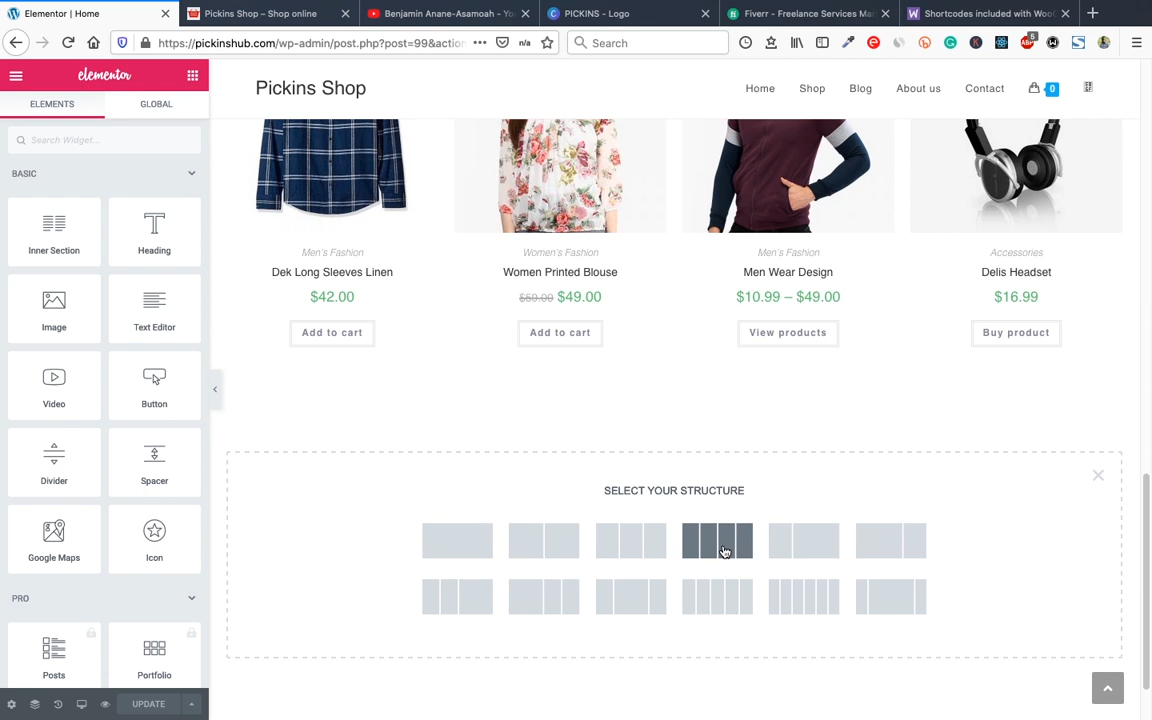 Elementor | Home
Pickins Shop – Shop online
Benjamin Anane-Asamoah - Yo
PICKINS - Logo
Fiverr - Freelance Services Ma
Shortcodes included with Woo
https://pickinshub.com/wp-admin/post.php?post=99&action
n/a
Search
5
elementor
ELEMENTS
GLOBAL
Search Widget...
BASIC
Inner Section
Heading
Image
Text Editor
Video
Button
Divider
Spacer
Google Maps
Icon
PRO
Posts
Portfolio
UPDATE
Pickins Shop
Home
Shop
Blog
About us
Contact
0
Men's Fashion
Women's Fashion
Men's Fashion
Accessories
Dek Long Sleeves Linen
Women Printed Blouse
Men Wear Design
Delis Headset
$42.00
$59.00 $49.00
$10.99 – $49.00
$16.99
Add to cart
Add to cart
View products
Buy product
SELECT YOUR STRUCTURE